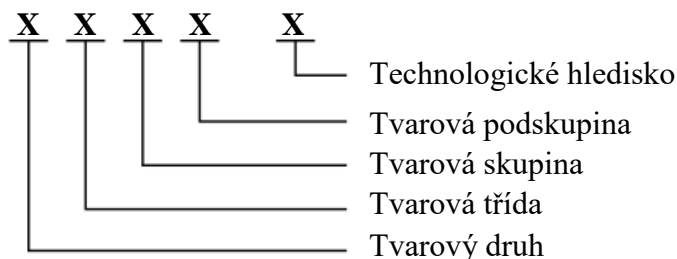 X X X X X
Technologické hledisko
Tvarová podskupina
Tvarová skupina
Tvarová třída
Tvarový druh